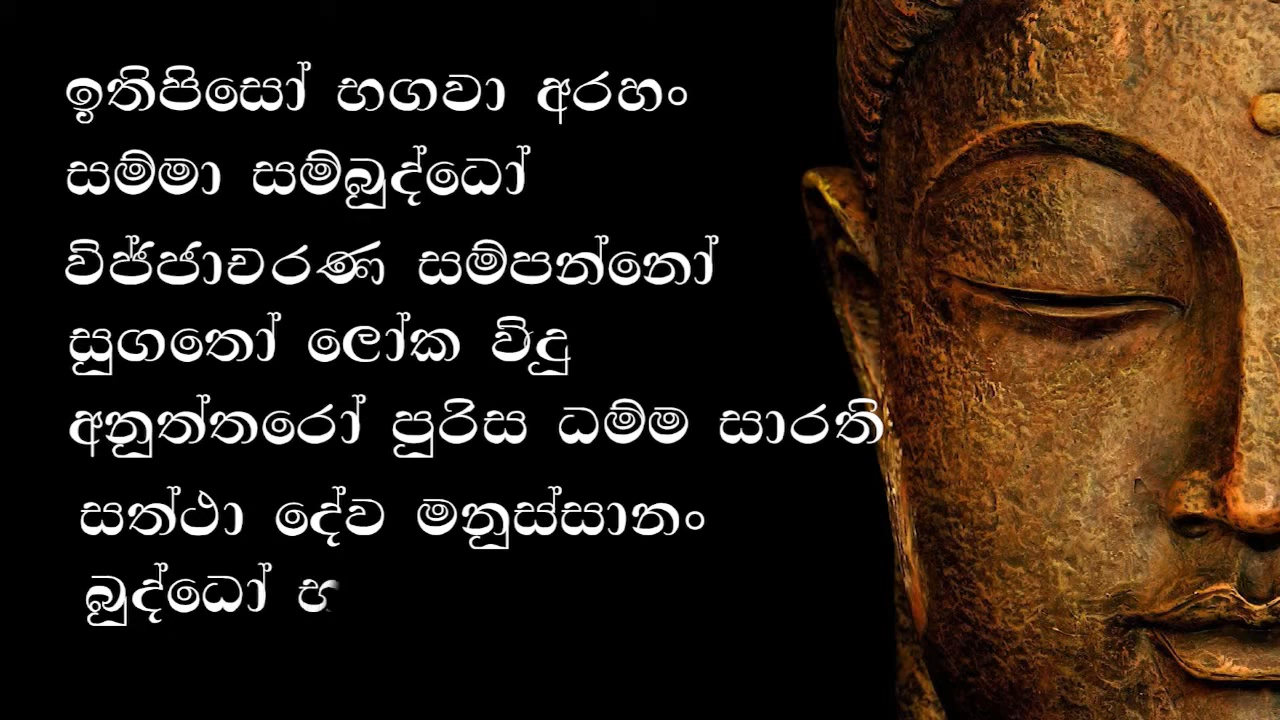 ඉතිපිසෝ භගවා අරහං
සම්මා සම්බුද්ධෝ
විජ්ජාචරණ සම්පන්නෝ
සුගතෝ ලෝක විදු
අනුත්තරෝ පුරිස ධම්ම සාරති
සත්ථා දේව මනුස්සානං
බුද්ධෝ භ